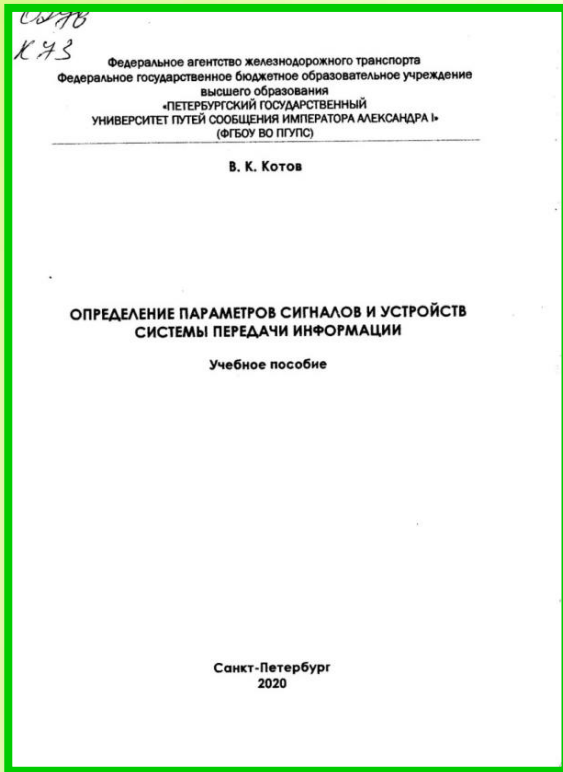 К 73
Федеральное агентство железнодорожного транспорта
Федеральное государственное бюджетное образовательное учреждение
высшего образования
«ПЕТЕРБУРГСКИЙ ГОСУДАРСТВЕННЫЙ
УНИВЕРСИТЕТ ПУТЕЙ СООБЩЕНИЯ ИМПЕРАТОРА АЛЕКСАНДРА I»
(ФГБОУ ВО ПГУПС)
В. К. Котов
ОПРЕДЕЛЕНИЕ ПАРАМЕТРОВ СИГНАЛОВ И УСТРОЙСТВ
СИСТЕМЫ ПЕРЕДАЧИ ИНФОРМАЦИИ
Учебное пособие
Санкт-Петербург
2020